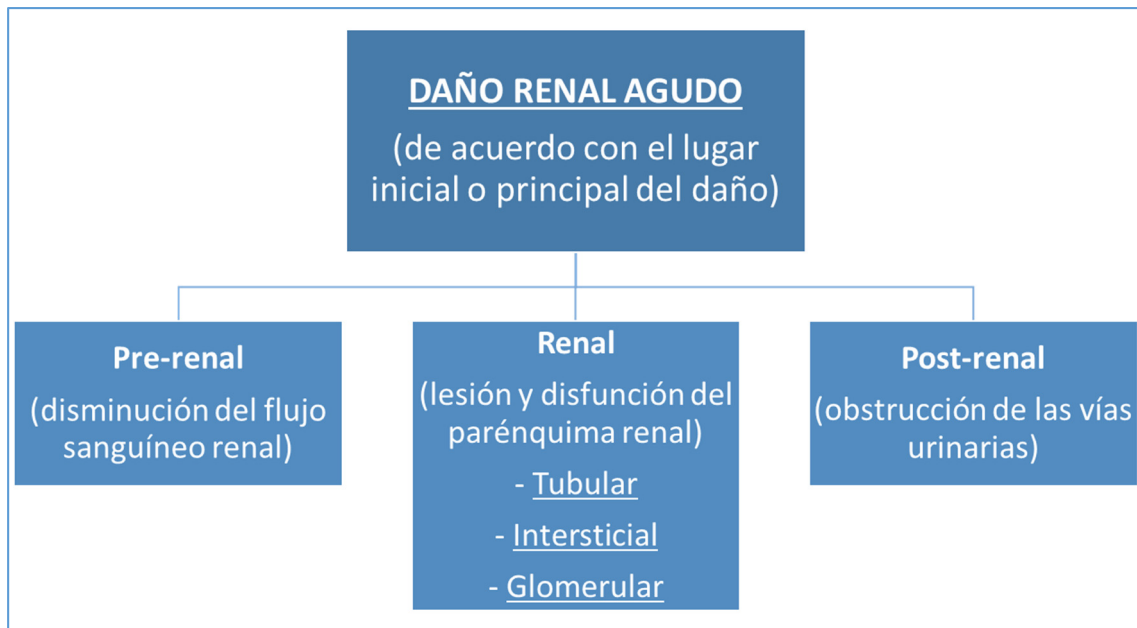 DAÑO RENAL AGUDO
(de acuerdo con el lugar
inicial o principal del daño)
Pre-renal
(disminución del flujo
sanguíneo renal)
Renal
(lesión y disfunción del
parénquima renal)
- Tubular
- Intersticial
- Glomerular
Post-renal
(obstrucción de las vías
urinarias)